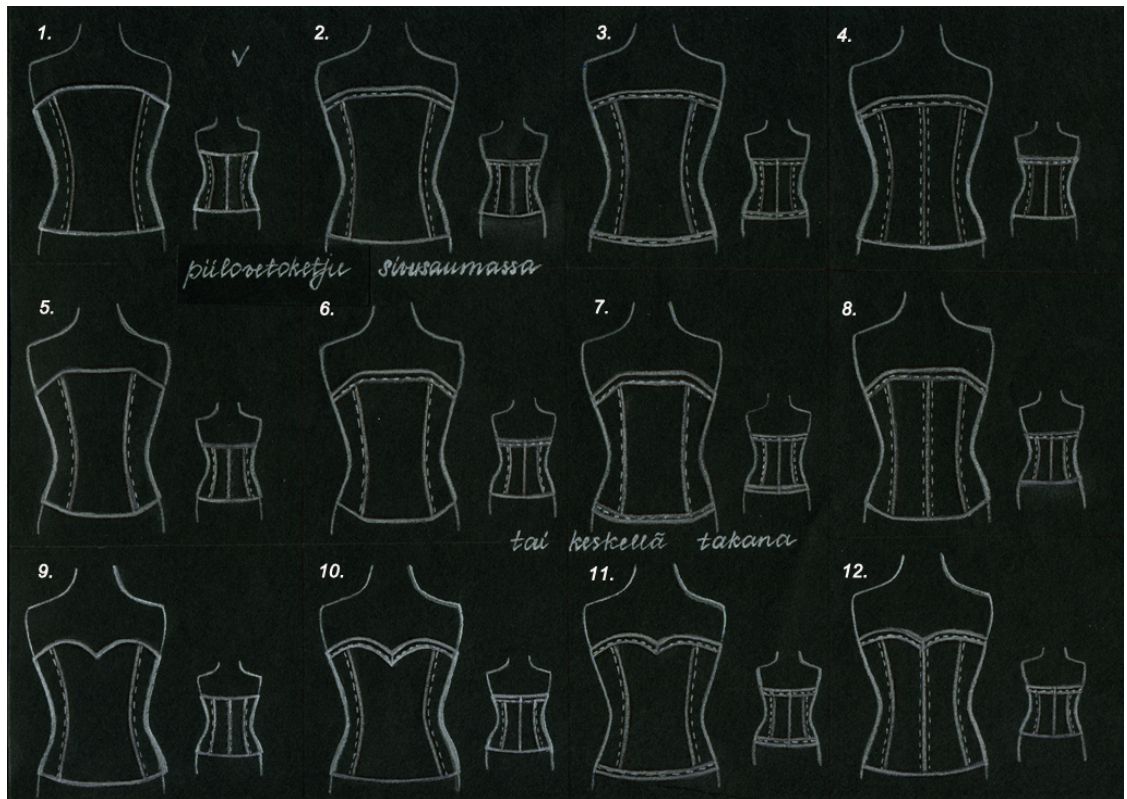 1. 2. 3. 4.
piilovetoketju sivusaumassa
5. 6. 7. 8.
tai keskellä takana
9. 10. 11. 12.